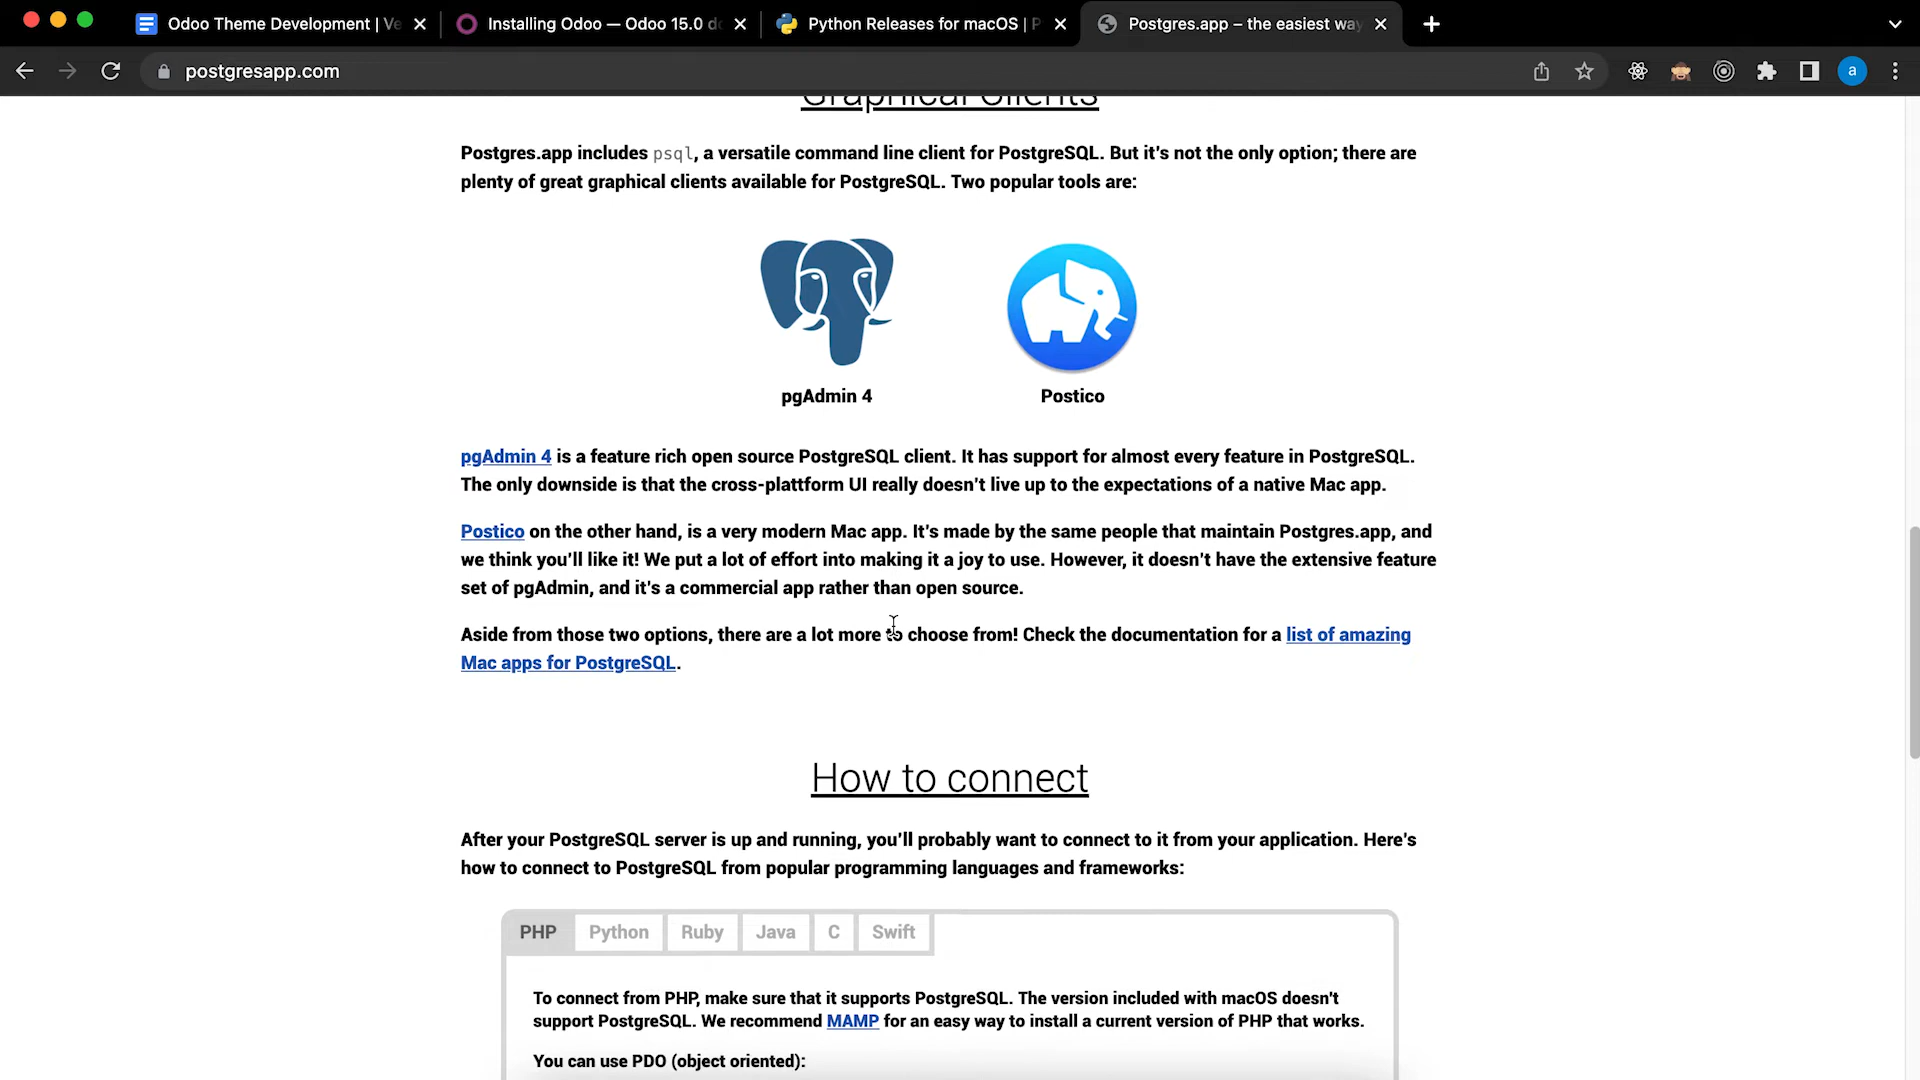 Odoo Theme Development | Ve
Installing Odoo — Odoo 15.0 do
Python Releases for macOS | P
Postgres.app – the easiest way
postgresapp.com
a
Graphical Clients
Postgres.app includes psql, a versatile command line client for PostgreSQL. But it's not the only option; there are
plenty of great graphical clients available for PostgreSQL. Two popular tools are:
pgAdmin 4
Postico
pgAdmin 4 is a feature rich open source PostgreSQL client. It has support for almost every feature in PostgreSQL.
The only downside is that the cross-plattform UI really doesn't live up to the expectations of a native Mac app.
Postico on the other hand, is a very modern Mac app. It's made by the same people that maintain Postgres.app, and
we think you'll like it! We put a lot of effort into making it a joy to use. However, it doesn't have the extensive feature
set of pgAdmin, and it's a commercial app rather than open source.
Aside from those two options, there are a lot more to choose from! Check the documentation for a list of amazing
Mac apps for PostgreSQL.
How to connect
After your PostgreSQL server is up and running, you'll probably want to connect to it from your application. Here's
how to connect to PostgreSQL from popular programming languages and frameworks:
PHP
Python
Ruby
Java
C
Swift
To connect from PHP, make sure that it supports PostgreSQL. The version included with macOS doesn't
support PostgreSQL. We recommend MAMP for an easy way to install a current version of PHP that works.
You can use PDO (object oriented):